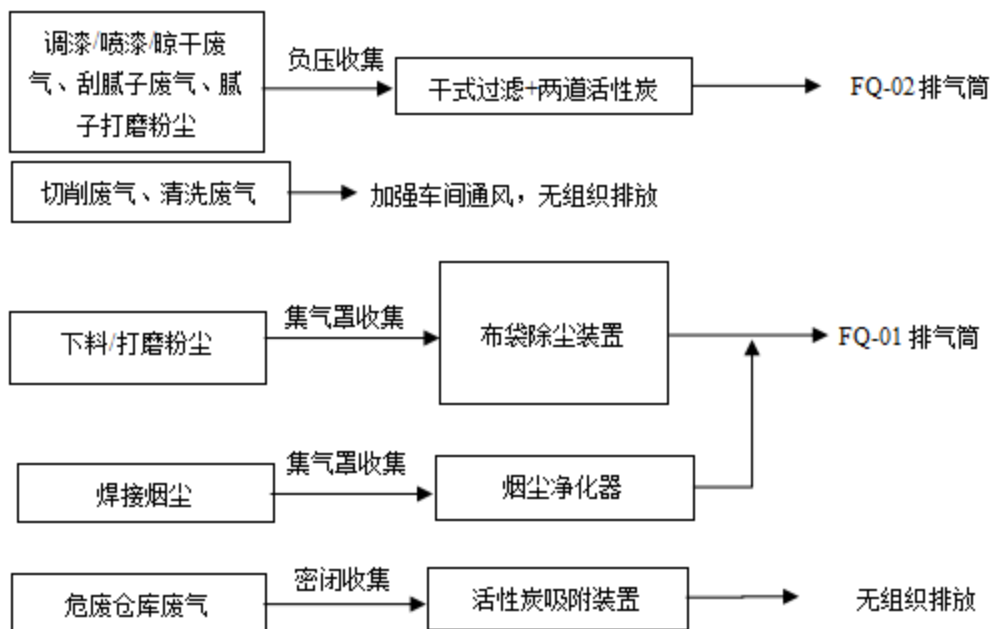 调漆/喷漆/晾干废
气、刮腻子废气、腻
子打磨粉尘
负压收集
干式过滤+两道活性炭
FQ-02排气筒
切削废气、清洗废气
加强车间通风，无组织排放
下料/打磨粉尘
集气罩收集
布袋除尘装置
FQ-01 排气筒
焊接烟尘
集气罩收集
烟尘净化器
危废仓库废气
密闭收集
活性炭吸附装置
无组织排放